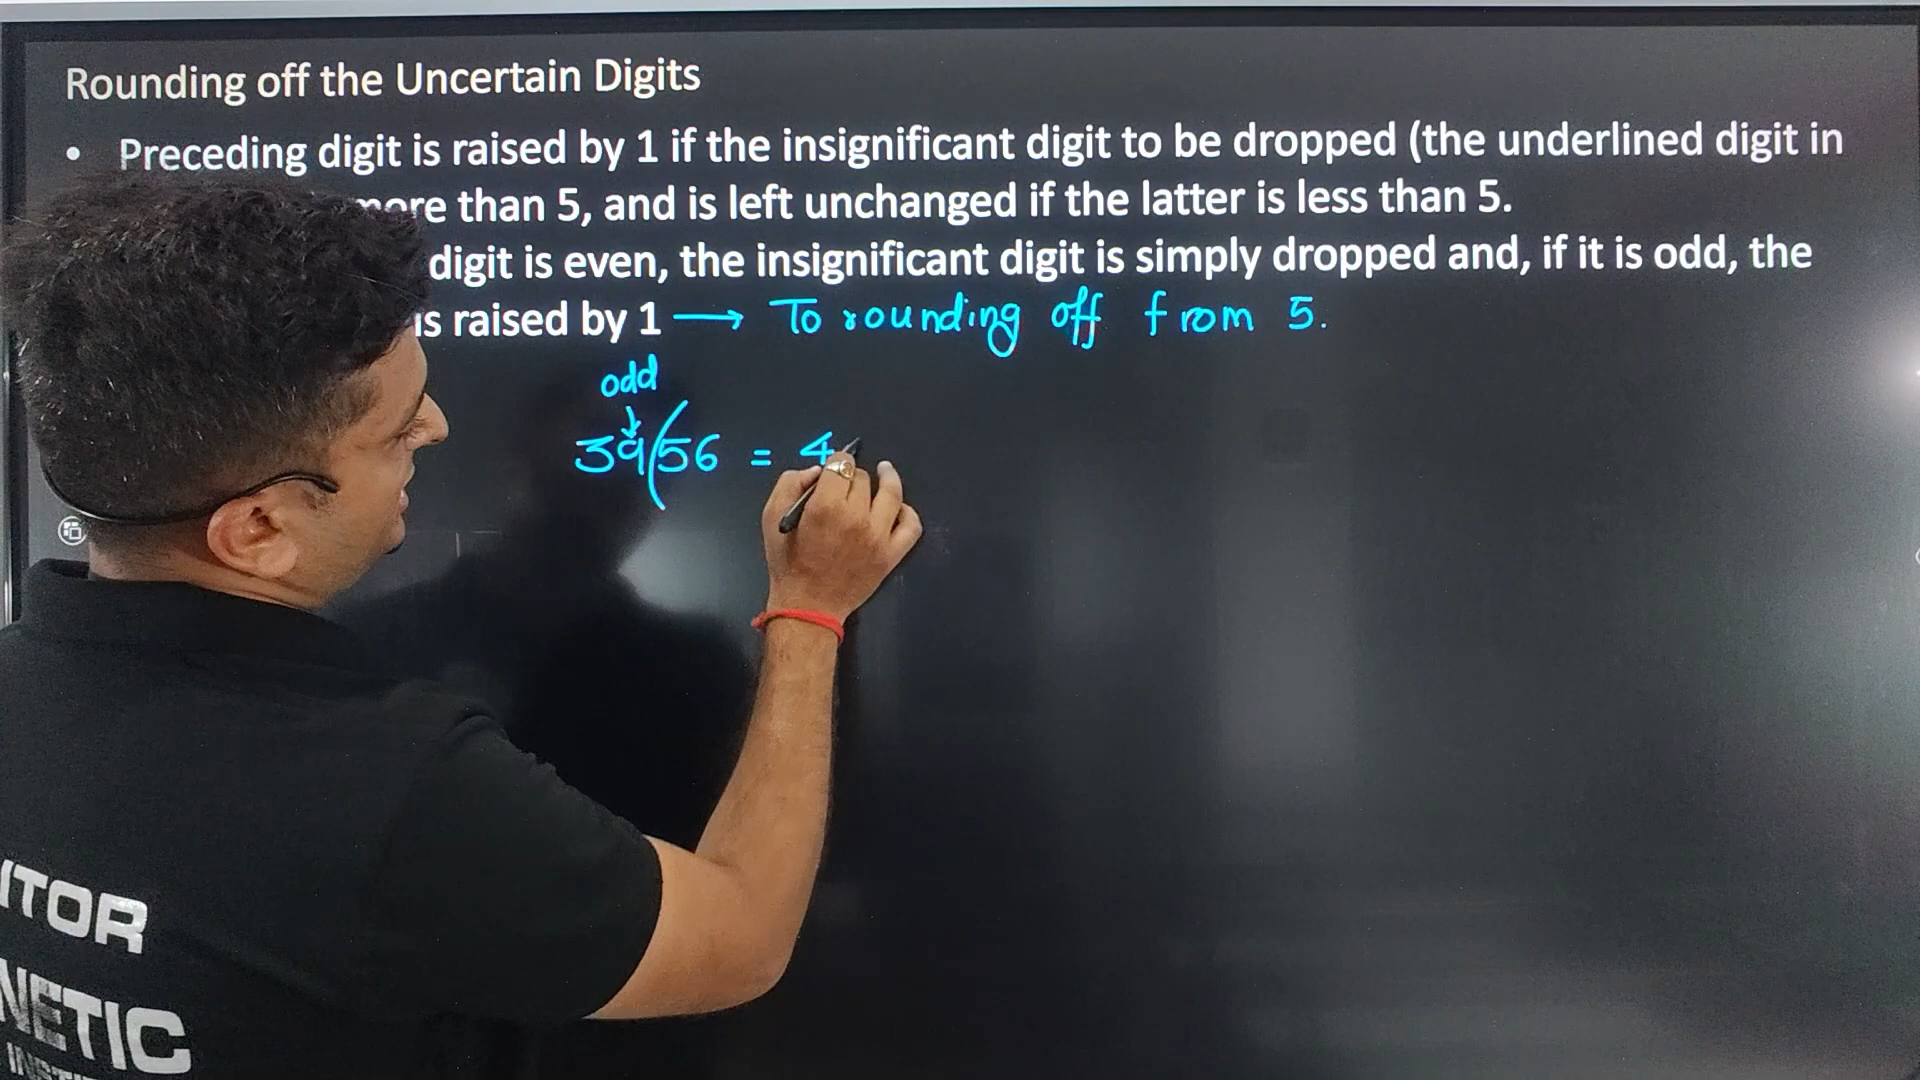 Rounding off the Uncertain Digits
• Preceding digit is raised by 1 if the insignificant digit to be dropped (the underlined digit in
more than 5, and is left unchanged if the latter is less than 5.
digit is even, the insignificant digit is simply dropped and, if it is odd, the
is raised by 1 → To rounding off from 5.
odd
39(56 = 4
ITOR
NETIC